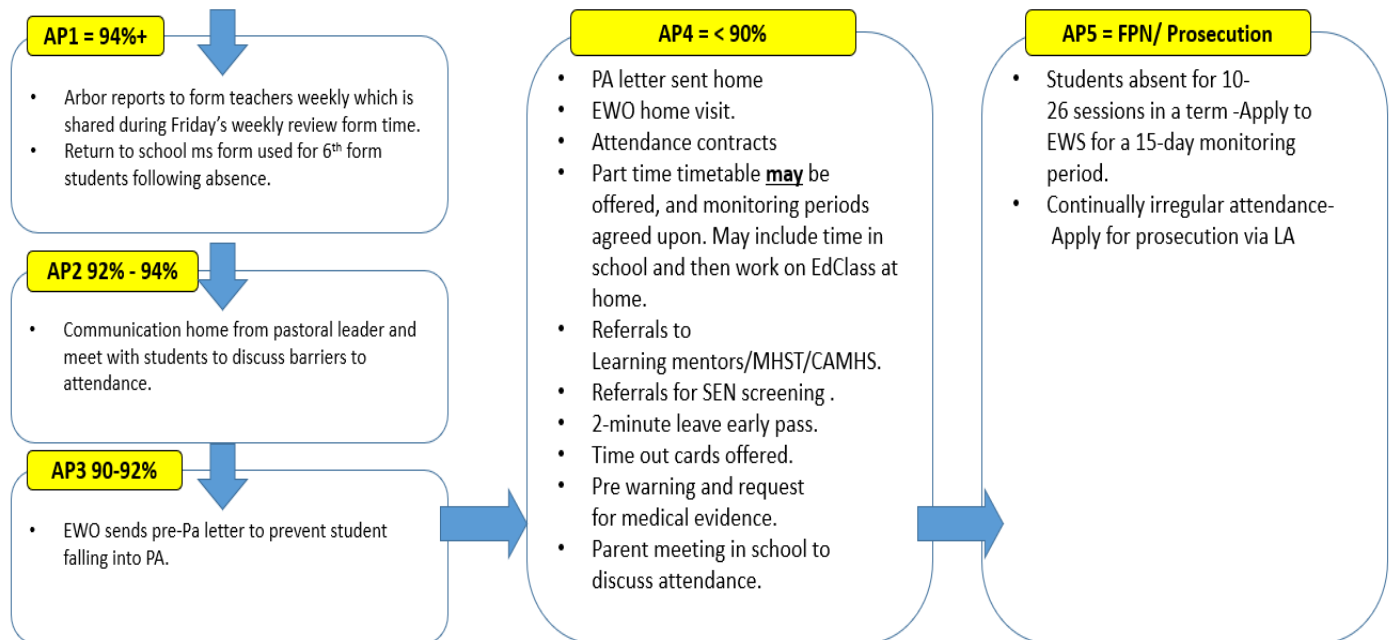 AP1 = 94%+
• Arbor reports to form teachers weekly which is
shared during Friday's weekly review form time.
• Return to school ms form used for 6th form
students following absence.
AP2 92% - 94%
• Communication home from pastoral leader and
meet with students to discuss barriers to
attendance.
AP3 90-92%
• EWO sends pre-Pa letter to prevent student
falling into PA.
AP4 = < 90%
• PA letter sent home
• EWO home visit.
• Attendance contracts
• Part time timetable may be
offered, and monitoring periods
agreed upon. May include time in
school and then work on EdClass at
home.
• Referrals to
Learning mentors/MHST/CAMHS.
• Referrals for SEN screening .
• 2-minute leave early pass.
• Time out cards offered.
• Pre warning and request
for medical evidence.
• Parent meeting in school to
discuss attendance.
AP5 = FPN/ Prosecution
• Students absent for 10-
26 sessions in a term -Apply to
EWS for a 15-day monitoring
period.
• Continually irregular attendance-
Apply for prosecution via LA